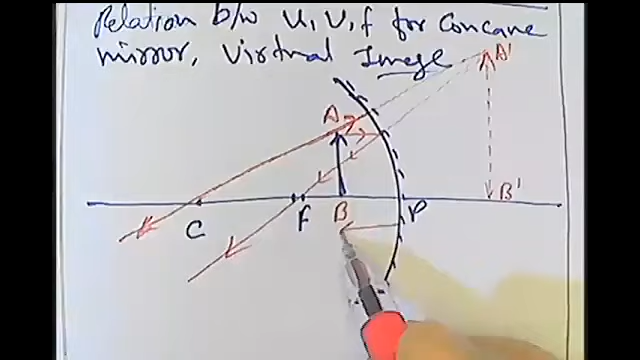 Relation b/w u, v, f for Concave
mirror, Virtual Image
A'
A
B'
C
F
B
P